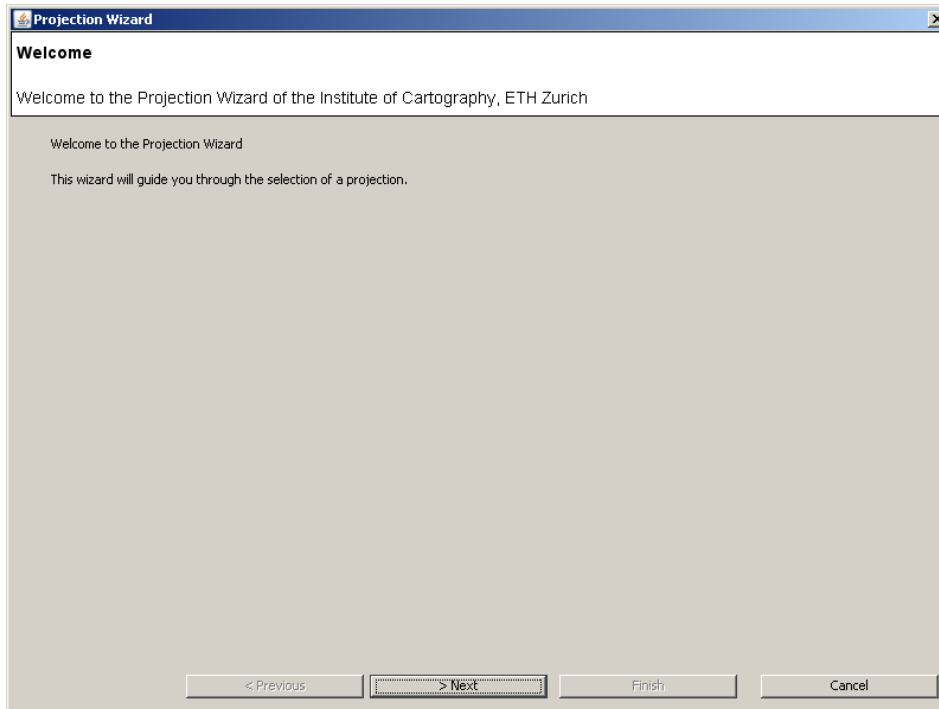 Projection Wizard
Welcome
Welcome to the Projection Wizard of the Institute of Cartography, ETH Zurich
Welcome to the Projection Wizard
This wizard will guide you through the selection of a projection.
< Previous
> Next
Finish
Cancel